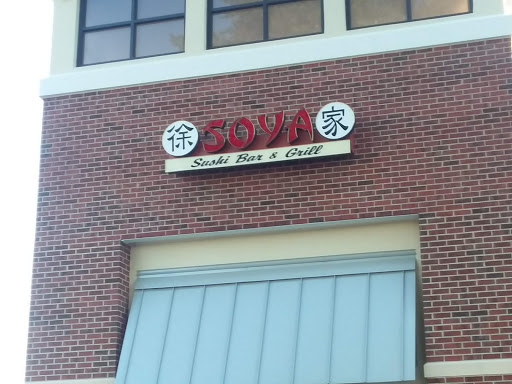 徐 SOYA 家
Sushi Bar & Grill